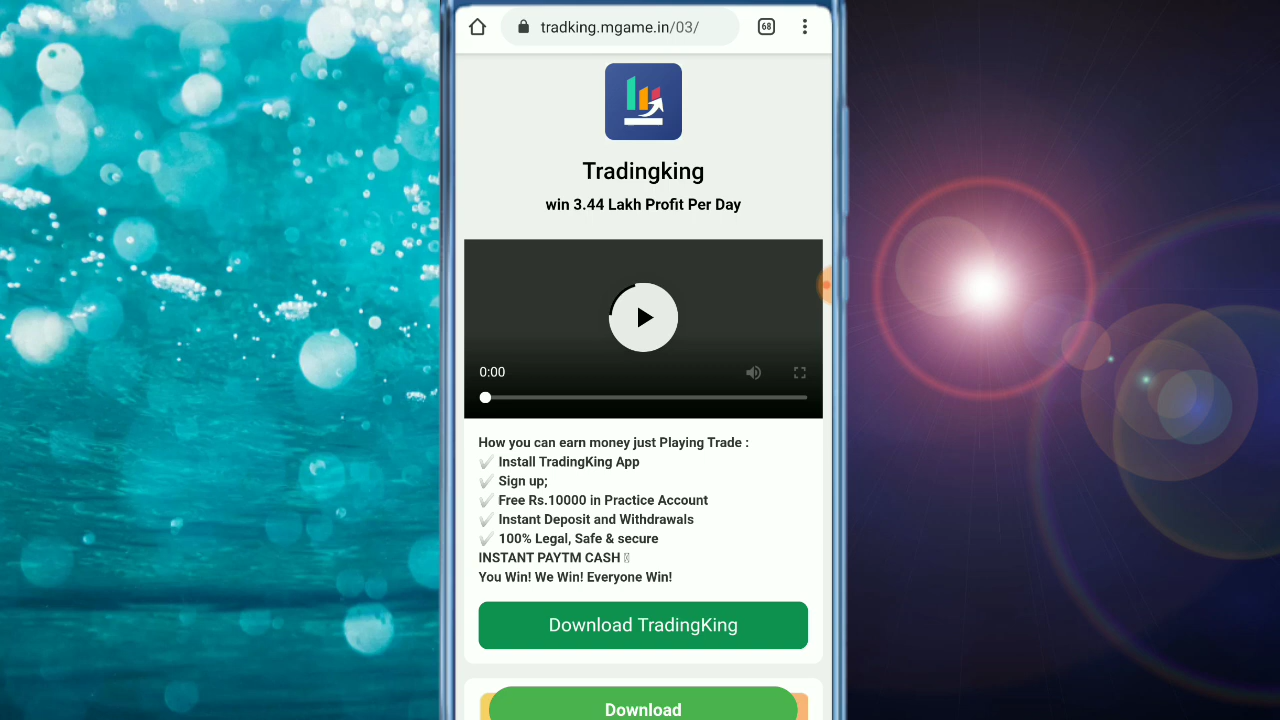 tradking.mgame.in/03/
68
Tradingking
win 3.44 Lakh Profit Per Day
0:00
How you can earn money just Playing Trade :
✓ Install TradingKing App
✓ Sign up;
✓ Free Rs.10000 in Practice Account
✓ Instant Deposit and Withdrawals
✓ 100% Legal, Safe & secure
INSTANT PAYTM CASH
You Win! We Win! Everyone Win!
Download TradingKing
Download